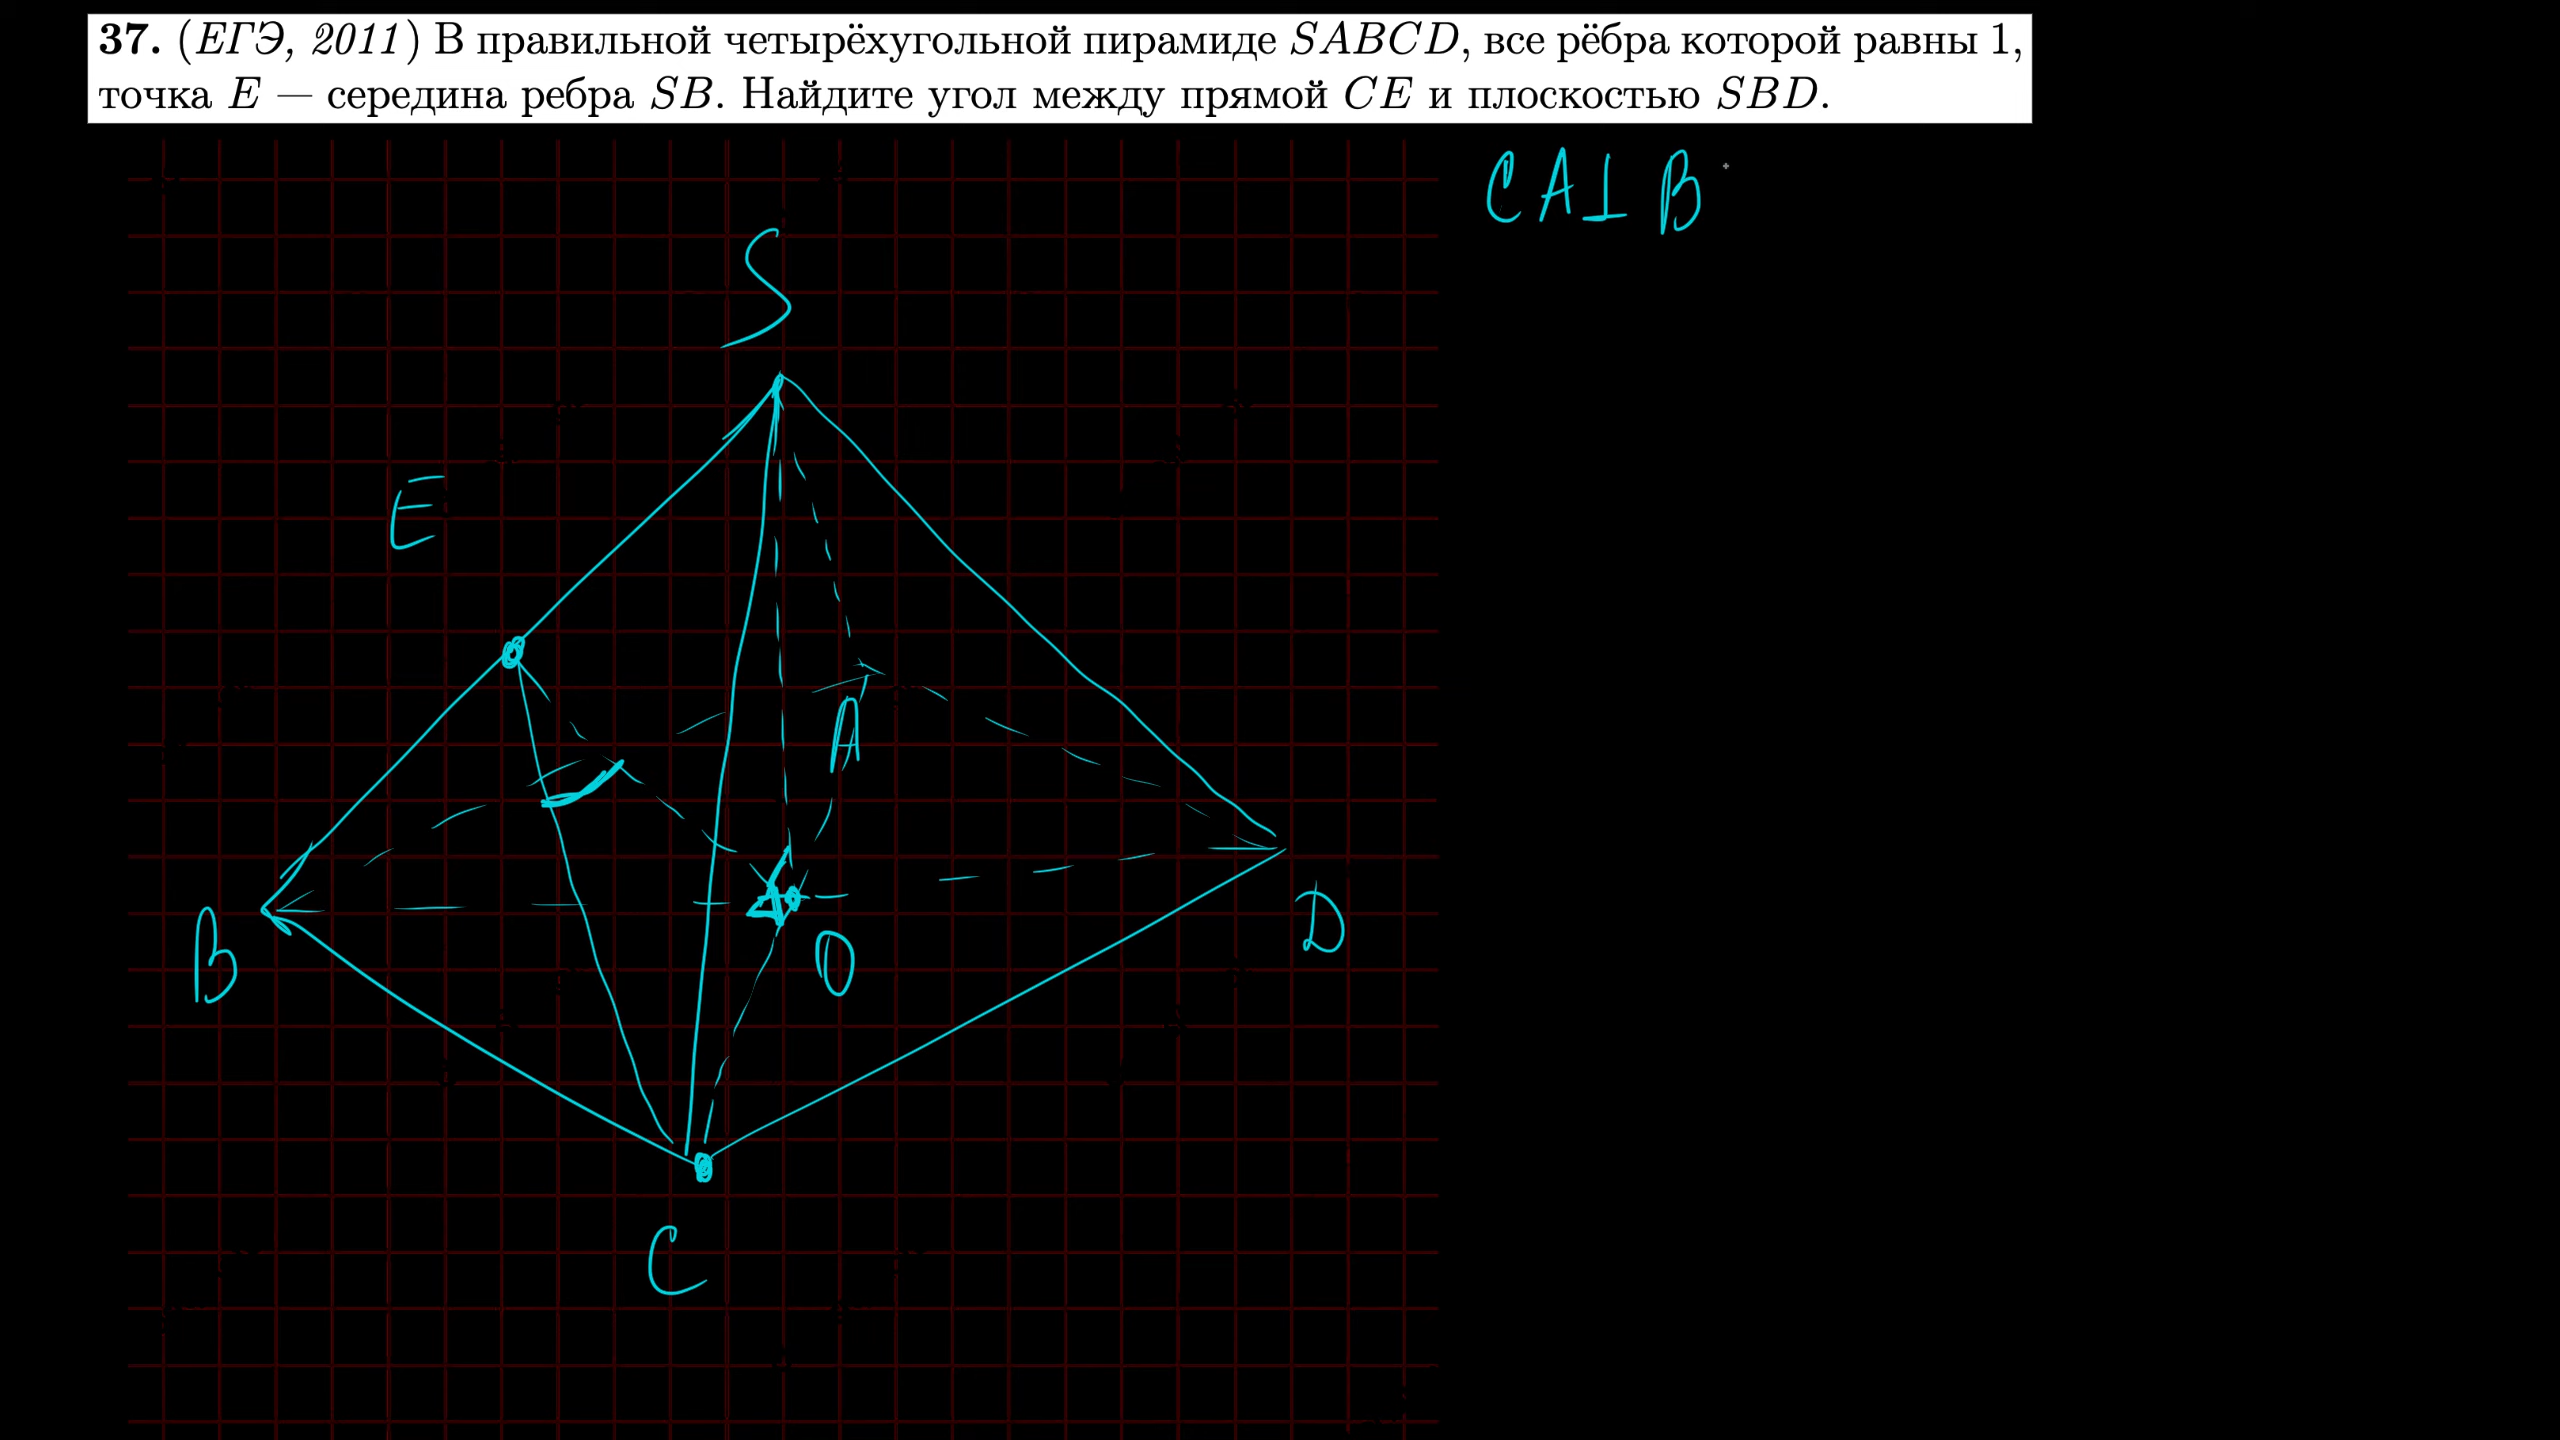 37. (ЕГЭ, 2011) В правильной четырёхугольной пирамиде SABCD, все рёбра которой равны 1,
точка E — середина ребра SB. Найдите угол между прямой CE и плоскостью SBD.
CA⊥B
S
E
A
B
O
D
C